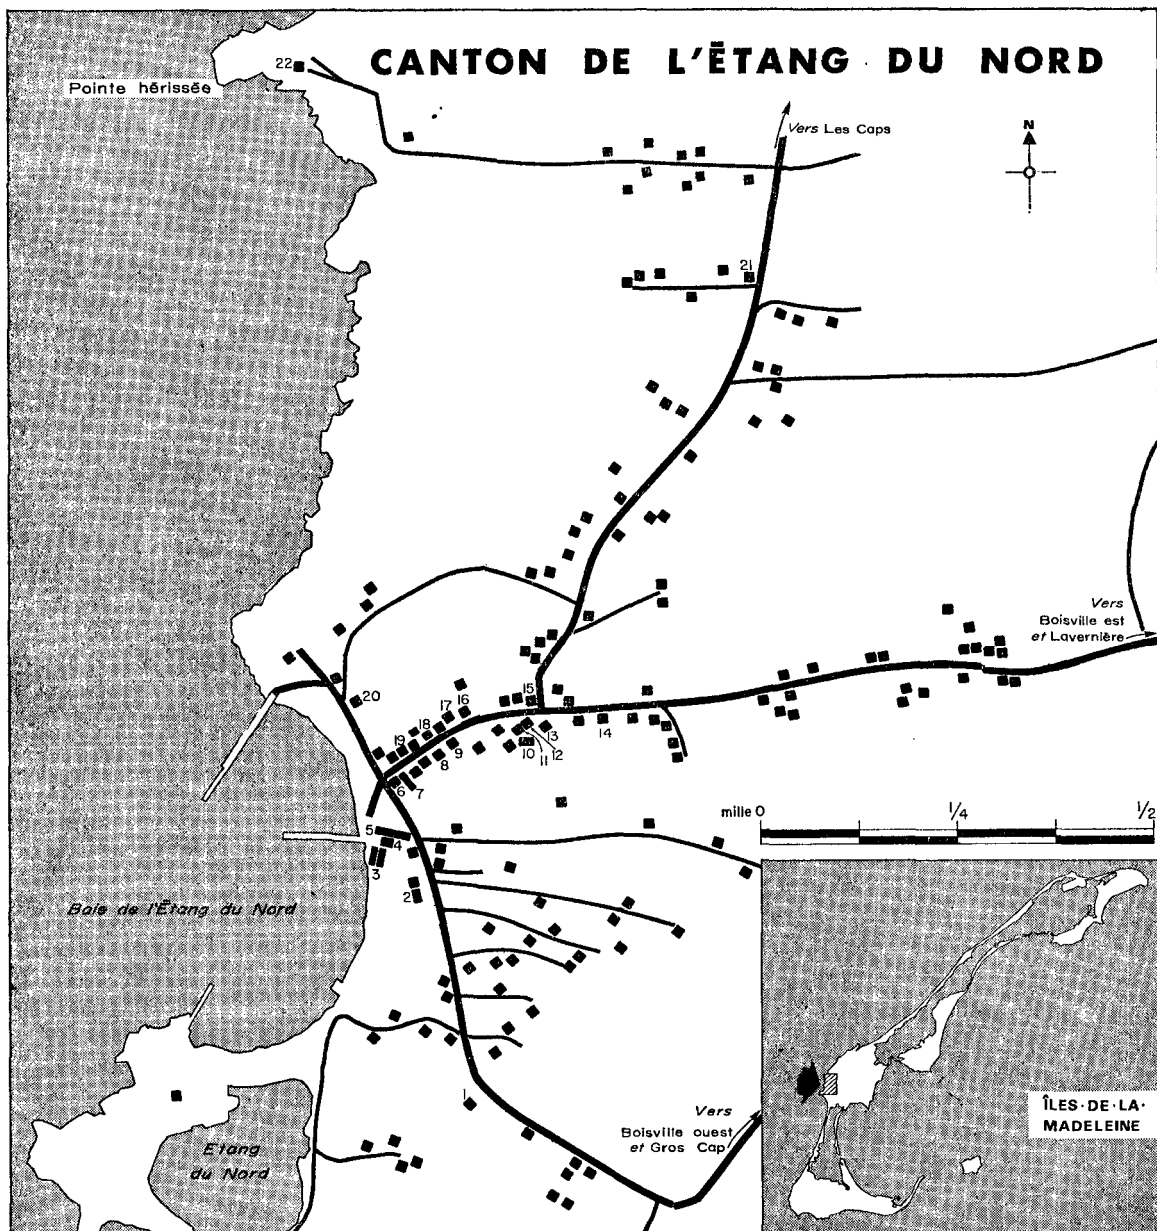 CANTON DE L'ÉTANG DU NORD
22
Pointe hérissée
Vers Les Caps
N
21
Vers
Boisville est
et Lavernière
20
19
18
17
16
15
14
13
12
11
10
9
8
7
6
5
4
3
2
mille 0 1/4 1/2
Baie de l'Étang du Nord
1
Vers
Boisville ouest
et Gros Cap
Etang
du Nord
ÎLES·DE·LA·
MADELEINE